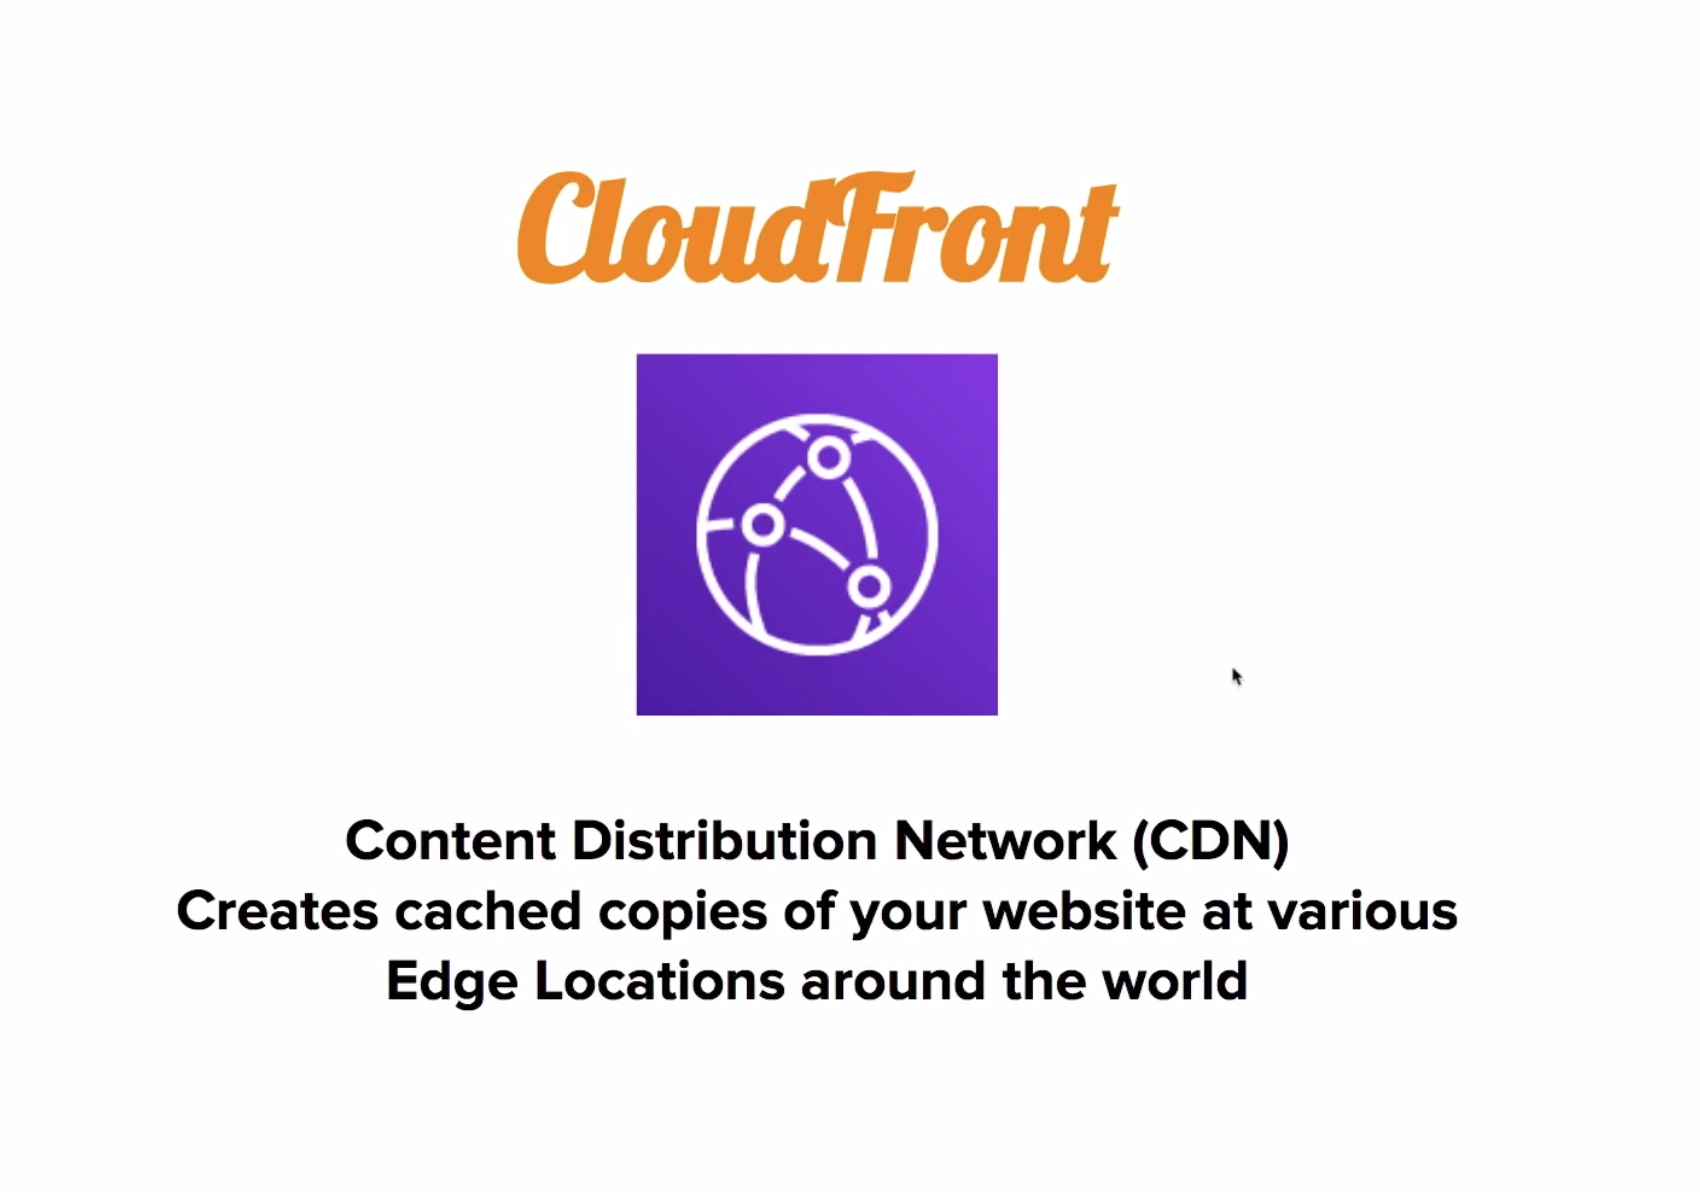 CloudFront
Content Distribution Network (CDN)
Creates cached copies of your website at various
Edge Locations around the world